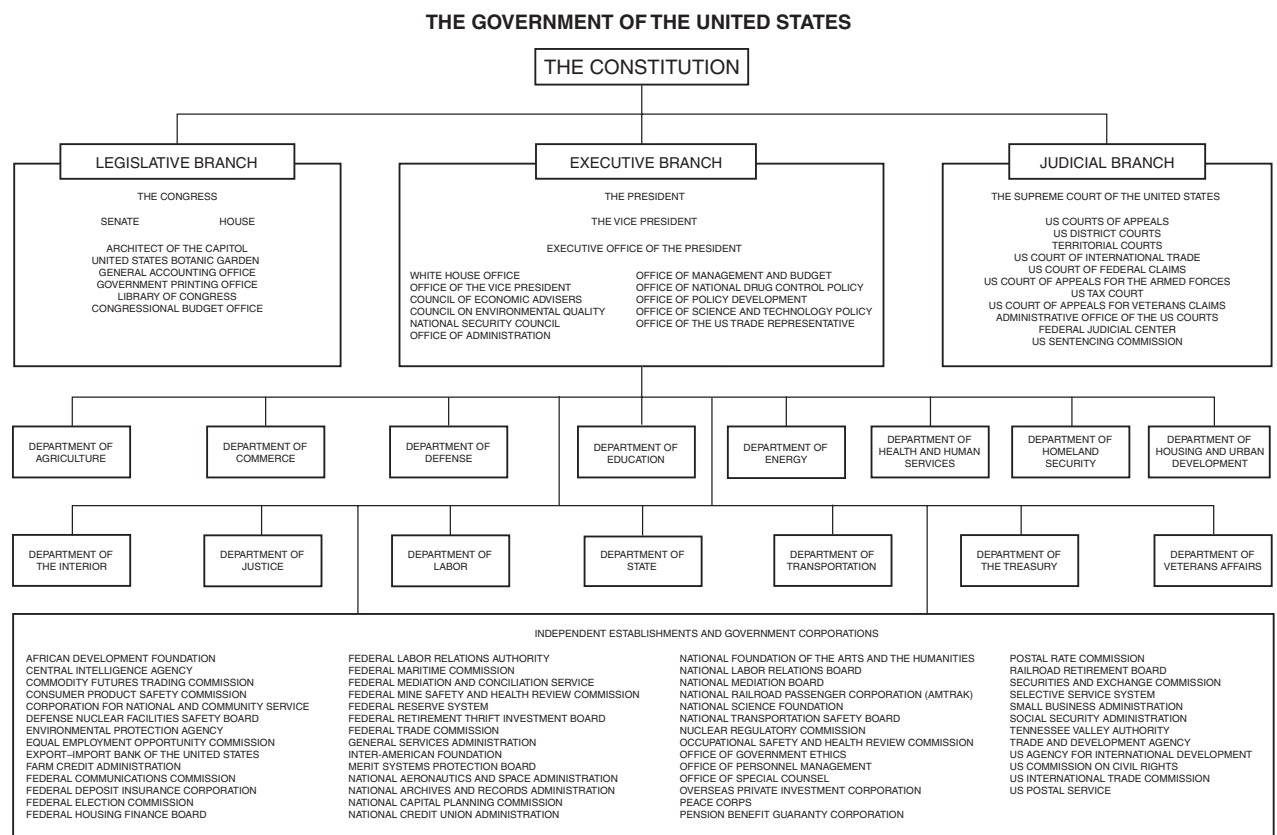 THE GOVERNMENT OF THE UNITED STATES
THE CONSTITUTION
LEGISLATIVE BRANCH
THE CONGRESS
SENATE HOUSE
ARCHITECT OF THE CAPITOL
UNITED STATES BOTANIC GARDEN
GENERAL ACCOUNTING OFFICE
GOVERNMENT PRINTING OFFICE
LIBRARY OF CONGRESS
CONGRESSIONAL BUDGET OFFICE
EXECUTIVE BRANCH
THE PRESIDENT
THE VICE PRESIDENT
EXECUTIVE OFFICE OF THE PRESIDENT
WHITE HOUSE OFFICE
OFFICE OF THE VICE PRESIDENT
COUNCIL OF ECONOMIC ADVISERS
COUNCIL ON ENVIRONMENTAL QUALITY
NATIONAL SECURITY COUNCIL
OFFICE OF ADMINISTRATION
OFFICE OF MANAGEMENT AND BUDGET
OFFICE OF NATIONAL DRUG CONTROL POLICY
OFFICE OF POLICY DEVELOPMENT
OFFICE OF SCIENCE AND TECHNOLOGY POLICY
OFFICE OF THE US TRADE REPRESENTATIVE
JUDICIAL BRANCH
THE SUPREME COURT OF THE UNITED STATES
US COURTS OF APPEALS
US DISTRICT COURTS
TERRITORIAL COURTS
US COURT OF INTERNATIONAL TRADE
US COURT OF FEDERAL CLAIMS
US COURT OF APPEALS FOR THE ARMED FORCES
US TAX COURT
US COURT OF APPEALS FOR VETERANS CLAIMS
ADMINISTRATIVE OFFICE OF THE US COURTS
FEDERAL JUDICIAL CENTER
US SENTENCING COMMISSION
DEPARTMENT OF
AGRICULTURE
DEPARTMENT OF
COMMERCE
DEPARTMENT OF
DEFENSE
DEPARTMENT OF
EDUCATION
DEPARTMENT OF
ENERGY
DEPARTMENT OF
HEALTH AND HUMAN
SERVICES
DEPARTMENT OF
HOMELAND
SECURITY
DEPARTMENT OF
HOUSING AND URBAN
DEVELOPMENT
DEPARTMENT OF
THE INTERIOR
DEPARTMENT OF
JUSTICE
DEPARTMENT OF
LABOR
DEPARTMENT OF
STATE
DEPARTMENT OF
TRANSPORTATION
DEPARTMENT OF
THE TREASURY
DEPARTMENT OF
VETERANS AFFAIRS
INDEPENDENT ESTABLISHMENTS AND GOVERNMENT CORPORATIONS
AFRICAN DEVELOPMENT FOUNDATION
CENTRAL INTELLIGENCE AGENCY
COMMODITY FUTURES TRADING COMMISSION
CONSUMER PRODUCT SAFETY COMMISSION
CORPORATION FOR NATIONAL AND COMMUNITY SERVICE
DEFENSE NUCLEAR FACILITIES SAFETY BOARD
ENVIRONMENTAL PROTECTION AGENCY
EQUAL EMPLOYMENT OPPORTUNITY COMMISSION
EXPORT–IMPORT BANK OF THE UNITED STATES
FARM CREDIT ADMINISTRATION
FEDERAL COMMUNICATIONS COMMISSION
FEDERAL DEPOSIT INSURANCE CORPORATION
FEDERAL ELECTION COMMISSION
FEDERAL HOUSING FINANCE BOARD
FEDERAL LABOR RELATIONS AUTHORITY
FEDERAL MARITIME COMMISSION
FEDERAL MEDIATION AND CONCILIATION SERVICE
FEDERAL MINE SAFETY AND HEALTH REVIEW COMMISSION
FEDERAL RESERVE SYSTEM
FEDERAL RETIREMENT THRIFT INVESTMENT BOARD
FEDERAL TRADE COMMISSION
GENERAL SERVICES ADMINISTRATION
INTER-AMERICAN FOUNDATION
MERIT SYSTEMS PROTECTION BOARD
NATIONAL AERONAUTICS AND SPACE ADMINISTRATION
NATIONAL ARCHIVES AND RECORDS ADMINISTRATION
NATIONAL CAPITAL PLANNING COMMISSION
NATIONAL CREDIT UNION ADMINISTRATION
NATIONAL FOUNDATION OF THE ARTS AND THE HUMANITIES
NATIONAL LABOR RELATIONS BOARD
NATIONAL MEDIATION BOARD
NATIONAL RAILROAD PASSENGER CORPORATION (AMTRAK)
NATIONAL SCIENCE FOUNDATION
NATIONAL TRANSPORTATION SAFETY BOARD
NUCLEAR REGULATORY COMMISSION
OCCUPATIONAL SAFETY AND HEALTH REVIEW COMMISSION
OFFICE OF GOVERNMENT ETHICS
OFFICE OF PERSONNEL MANAGEMENT
OFFICE OF SPECIAL COUNSEL
OVERSEAS PRIVATE INVESTMENT CORPORATION
PEACE CORPS
PENSION BENEFIT GUARANTY CORPORATION
POSTAL RATE COMMISSION
RAILROAD RETIREMENT BOARD
SECURITIES AND EXCHANGE COMMISSION
SELECTIVE SERVICE SYSTEM
SMALL BUSINESS ADMINISTRATION
SOCIAL SECURITY ADMINISTRATION
TENNESSEE VALLEY AUTHORITY
TRADE AND DEVELOPMENT AGENCY
US AGENCY FOR INTERNATIONAL DEVELOPMENT
US COMMISSION ON CIVIL RIGHTS
US INTERNATIONAL TRADE COMMISSION
US POSTAL SERVICE